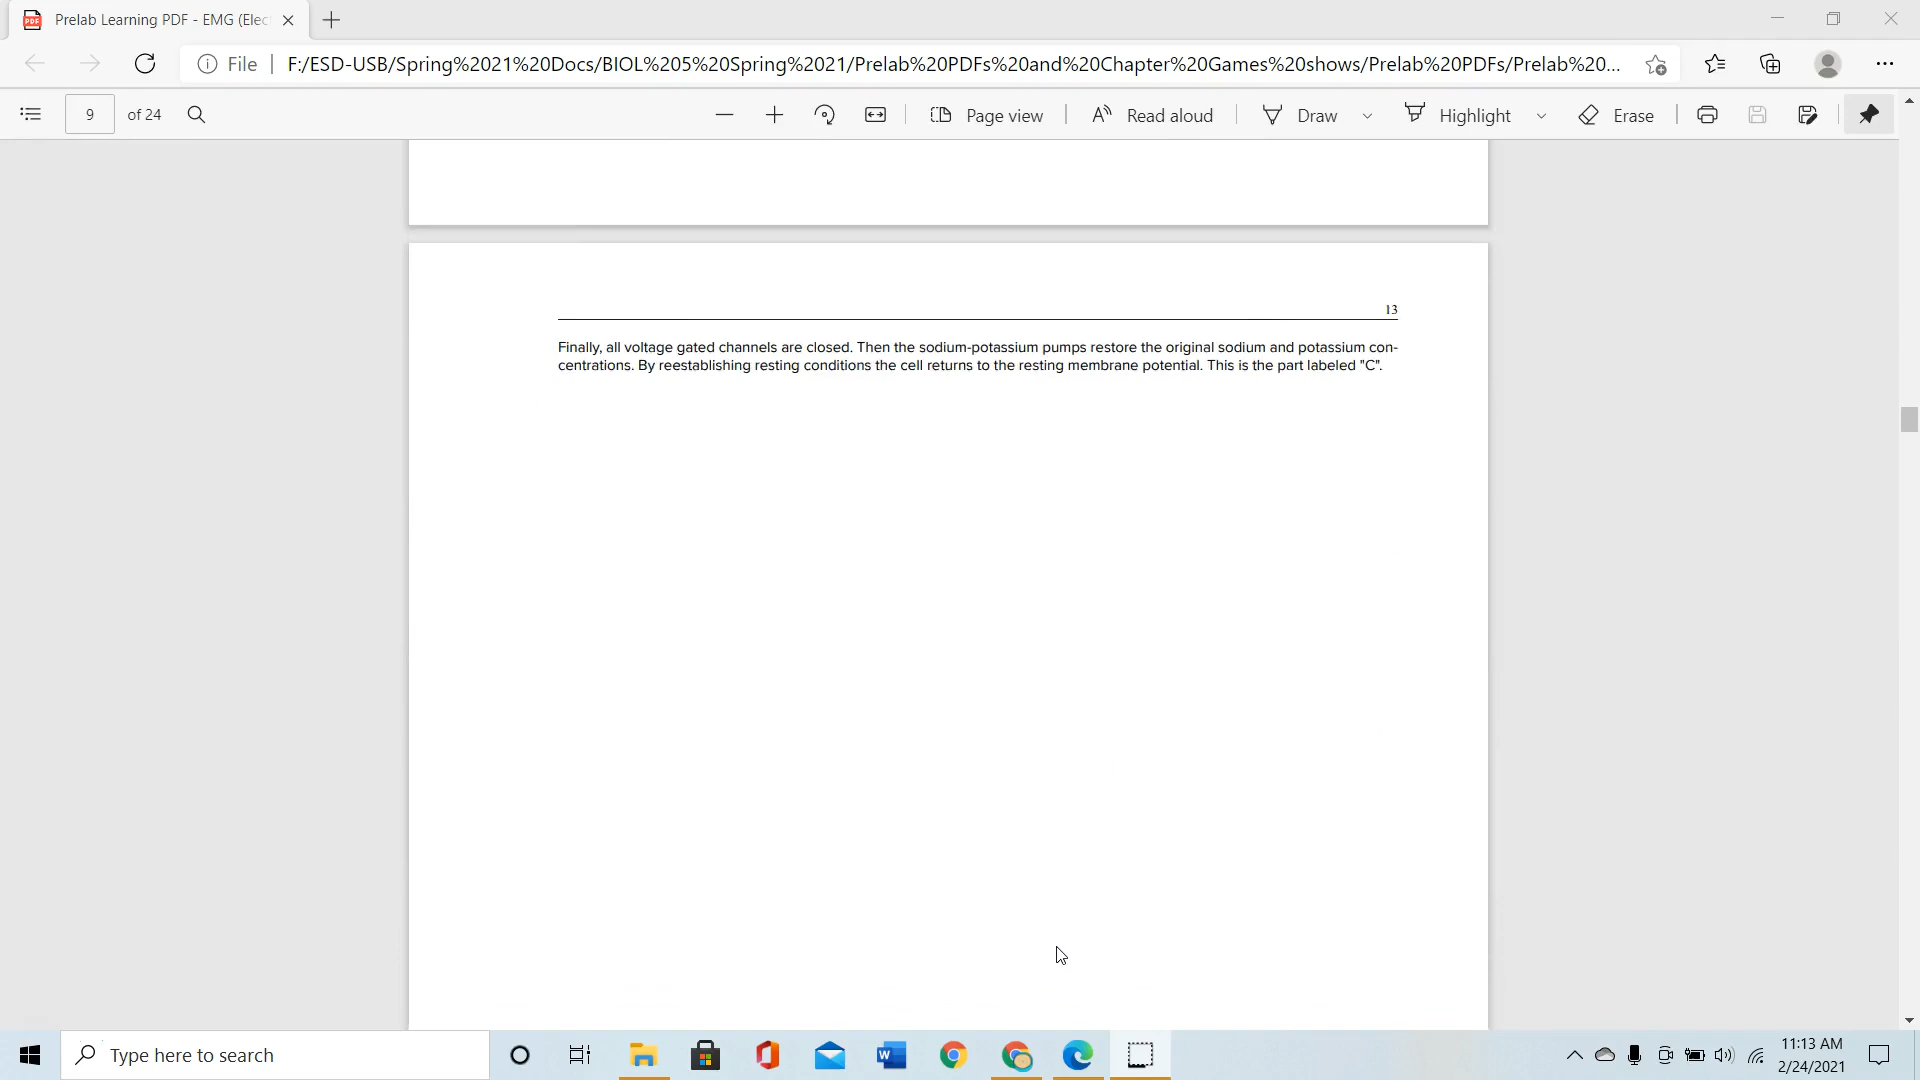 Prelab Learning PDF - EMG (Elec
File
F:/ESD-USB/Spring%2021%20Docs/BIOL%205%20Spring%2021/Prelab%20PDFs%20and%20Chapter%20Games%20shows/Prelab%20PDFs/Prelab%20...
9 of 24
Page view
Read aloud
Draw
Highlight
Erase
13
Finally, all voltage gated channels are closed. Then the sodium-potassium pumps restore the original sodium and potassium con-
centrations. By reestablishing resting conditions the cell returns to the resting membrane potential. This is the part labeled "C".
Type here to search
11:13 AM
2/24/2021